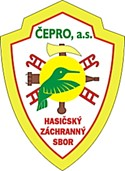 ČEPRO, a.s.
HASIČSKÝ
ZÁCHRANNÝ
SBOR